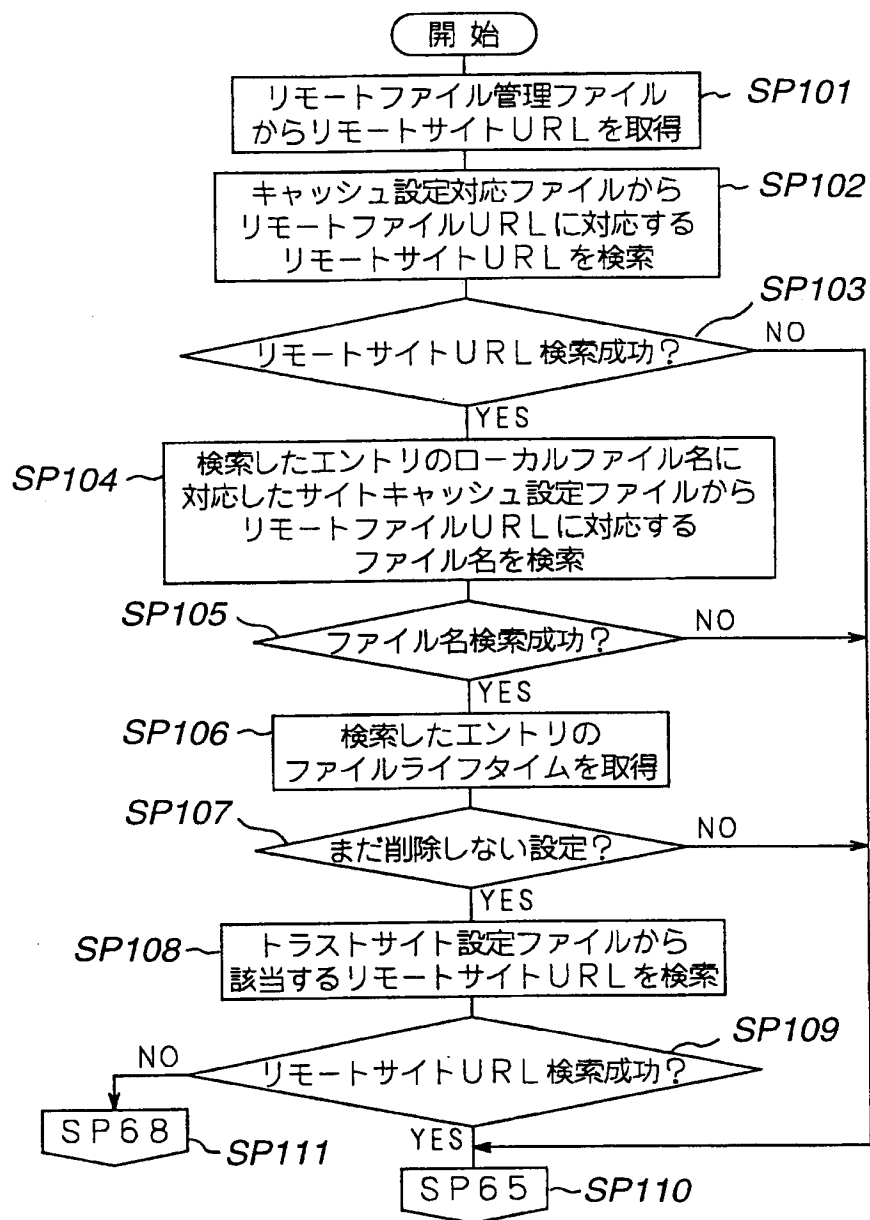 開始
リモートファイル管理ファイル
からリモートサイトURLを取得
SP101
キャッシュ設定対応ファイルから
リモートファイルURLに対応する
リモートサイトURLを検索
SP102
SP103
リモートサイトURL検索成功?
NO
YES
SP104
検索したエントリのローカルファイル名に
対応したサイトキャッシュ設定ファイルから
リモートファイルURLに対応する
ファイル名を検索
SP105
ファイル名検索成功?
NO
YES
SP106
検索したエントリの
ファイルライフタイムを取得
SP107
まだ削除しない設定?
NO
YES
SP108
トラストサイト設定ファイルから
該当するリモートサイトURLを検索
SP109
リモートサイトURL検索成功?
NO
SP68
SP111
YES
SP65
SP110